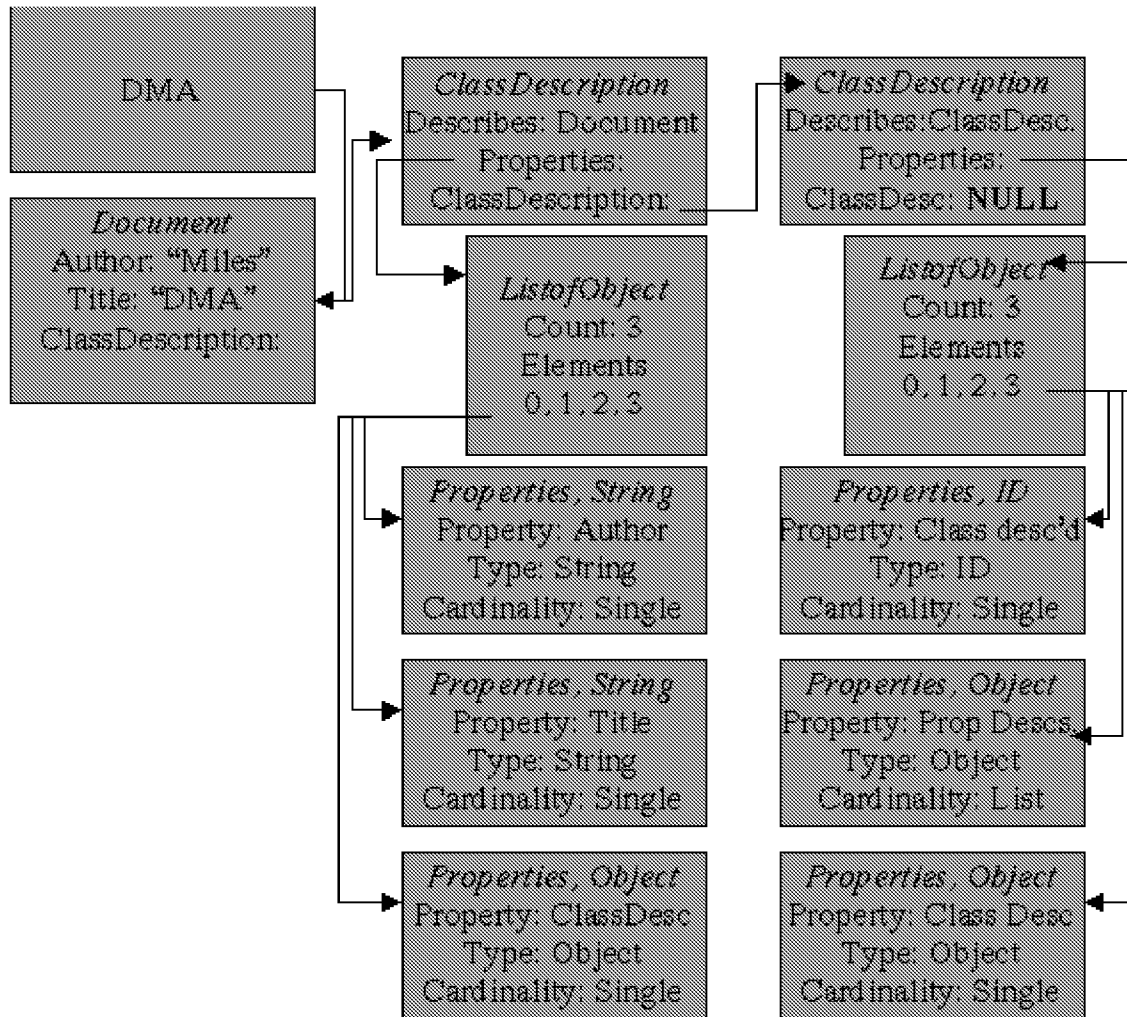 DMA
Document
Author: “Miles”
Title: “DMA”
ClassDescription:
ClassDescription
Describes: Document
Properties:
ClassDescription:
ListofObject
Count: 3
Elements
0, 1, 2, 3
Properties, String
Property: Author
Type: String
Cardinality: Single
Properties, String
Property: Title
Type: String
Cardinality: Single
Properties, Object
Property: ClassDesc
Type: Object
Cardinality: Single
ClassDescription
Describes:ClassDesc.
Properties:
ClassDesc: NULL
ListofObject
Count: 3
Elements
0, 1, 2, 3
Properties, ID
Property: Class desc’d
Type: ID
Cardinality: Single
Properties, Object
Property: Prop Descs.
Type: Object
Cardinality: List
Properties, Object
Property: Class Desc
Type: Object
Cardinality: Single